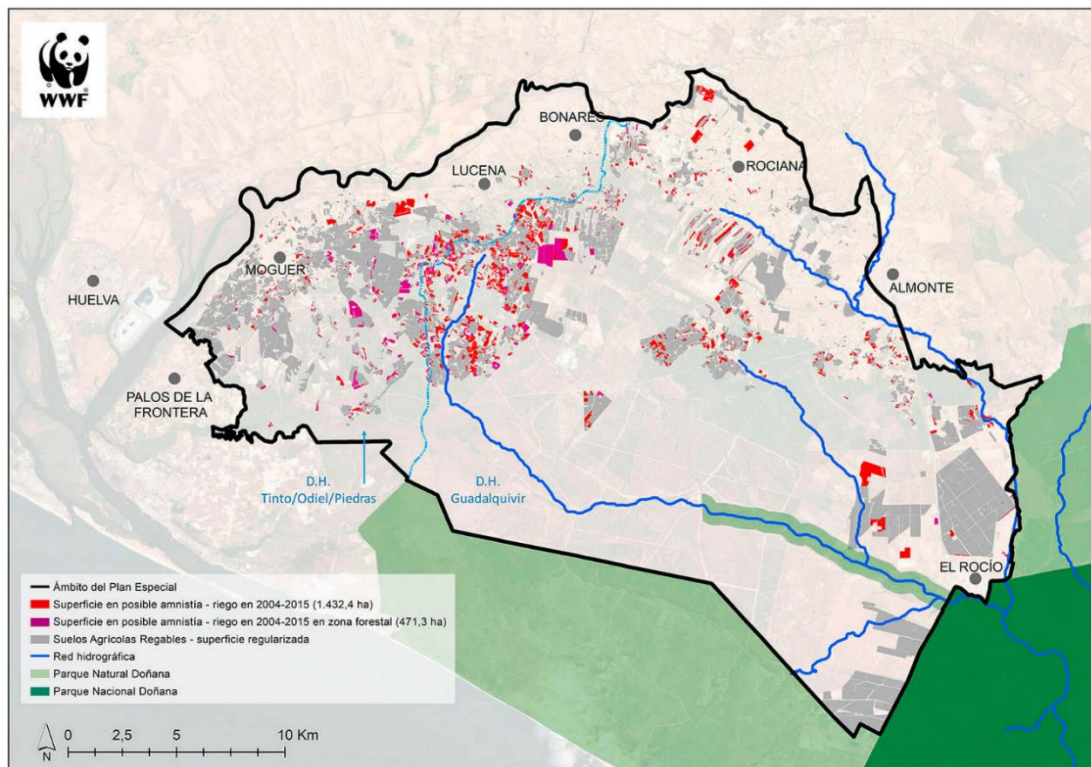 WWF
BONARES
LUCENA
ROCIANA
MOGUER
HUELVA
ALMONTE
PALOS DE LA
FRONTERA
D.H.
Tinto/Odiel/Piedras
D.H.
Guadalquivir
EL ROCÍO
Ámbito del Plan Especial
Superficie en posible amnistía - riego en 2004-2015 (1.432,4 ha)
Superficie en posible amnistía - riego en 2004-2015 en zona forestal (471,3 ha)
Suelos Agrícolas Regables - superficie regularizada
Red hidrográfica
Parque Natural Doñana
Parque Nacional Doñana
N
0 2,5 5 10 Km